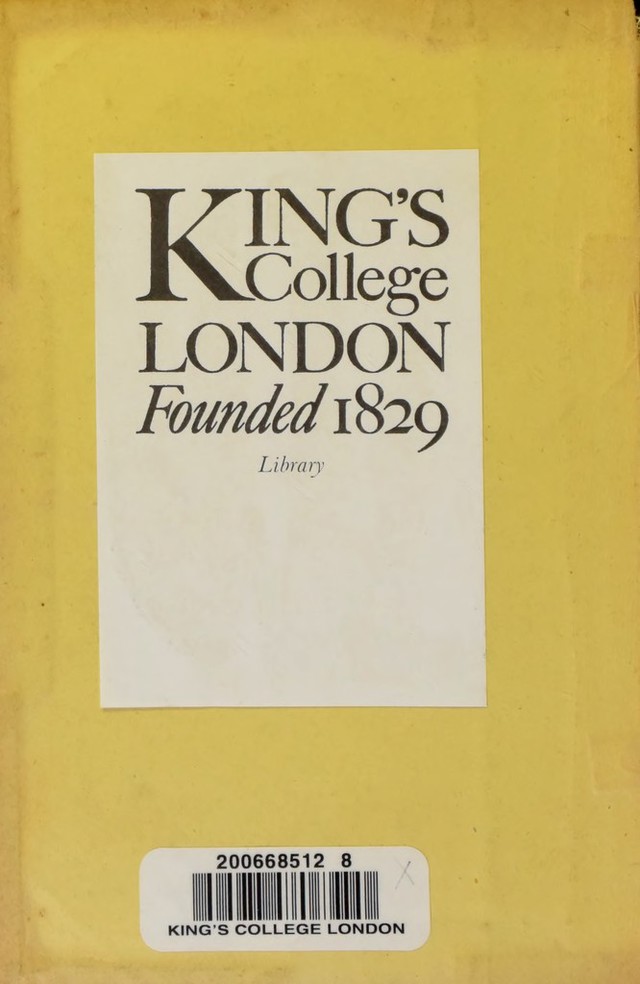 KING'S
College
LONDON
Founded 1829
Library
200668512 8
KING'S COLLEGE LONDON